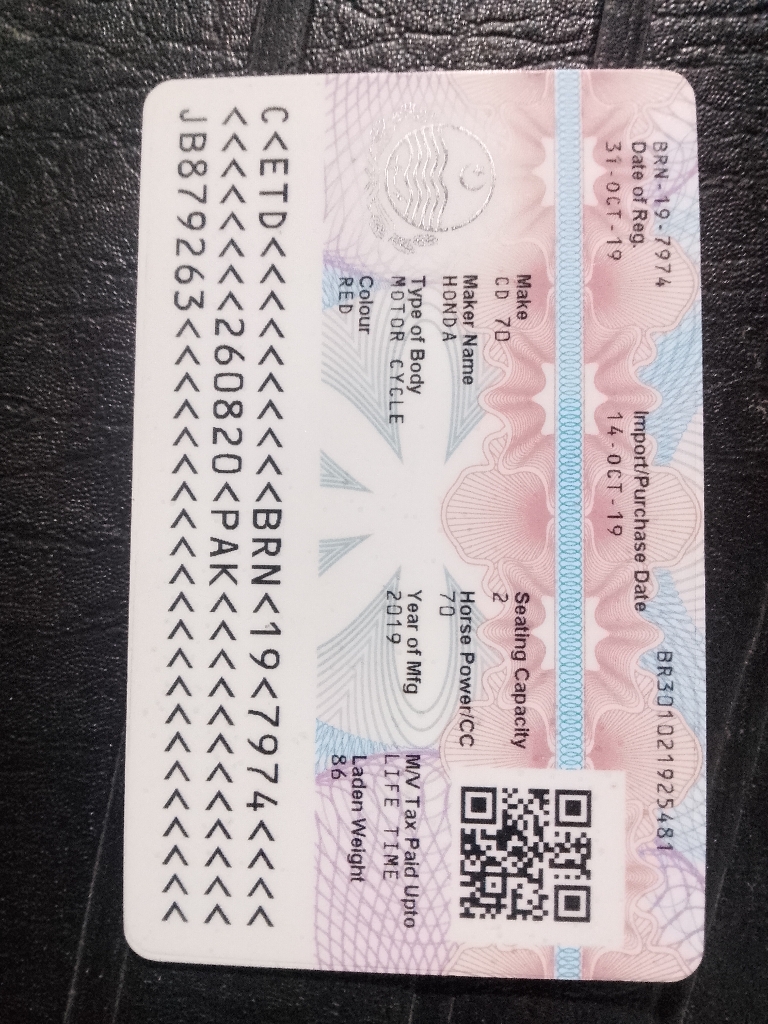 BRN-19-7974 BR301021925481
Date of Reg. Import/Purchase Date
31-OCT-19 14-OCT-19
Make Seating Capacity
CD 70 2
Maker Name Horse Power/CC
HONDA 70
Type of Body Year of Mfg M/V Tax Paid Upto
MOTOR CYCLE 2019 LIFE TIME
Colour Laden Weight
RED 86
C<ETD<<<<<<<<<<BRN<19<7974<<<<
<<<<<<<<260820<PAK<<<<<<<<<<<<
JB879263<<<<<<<<<<<<<<<<<<<<<<